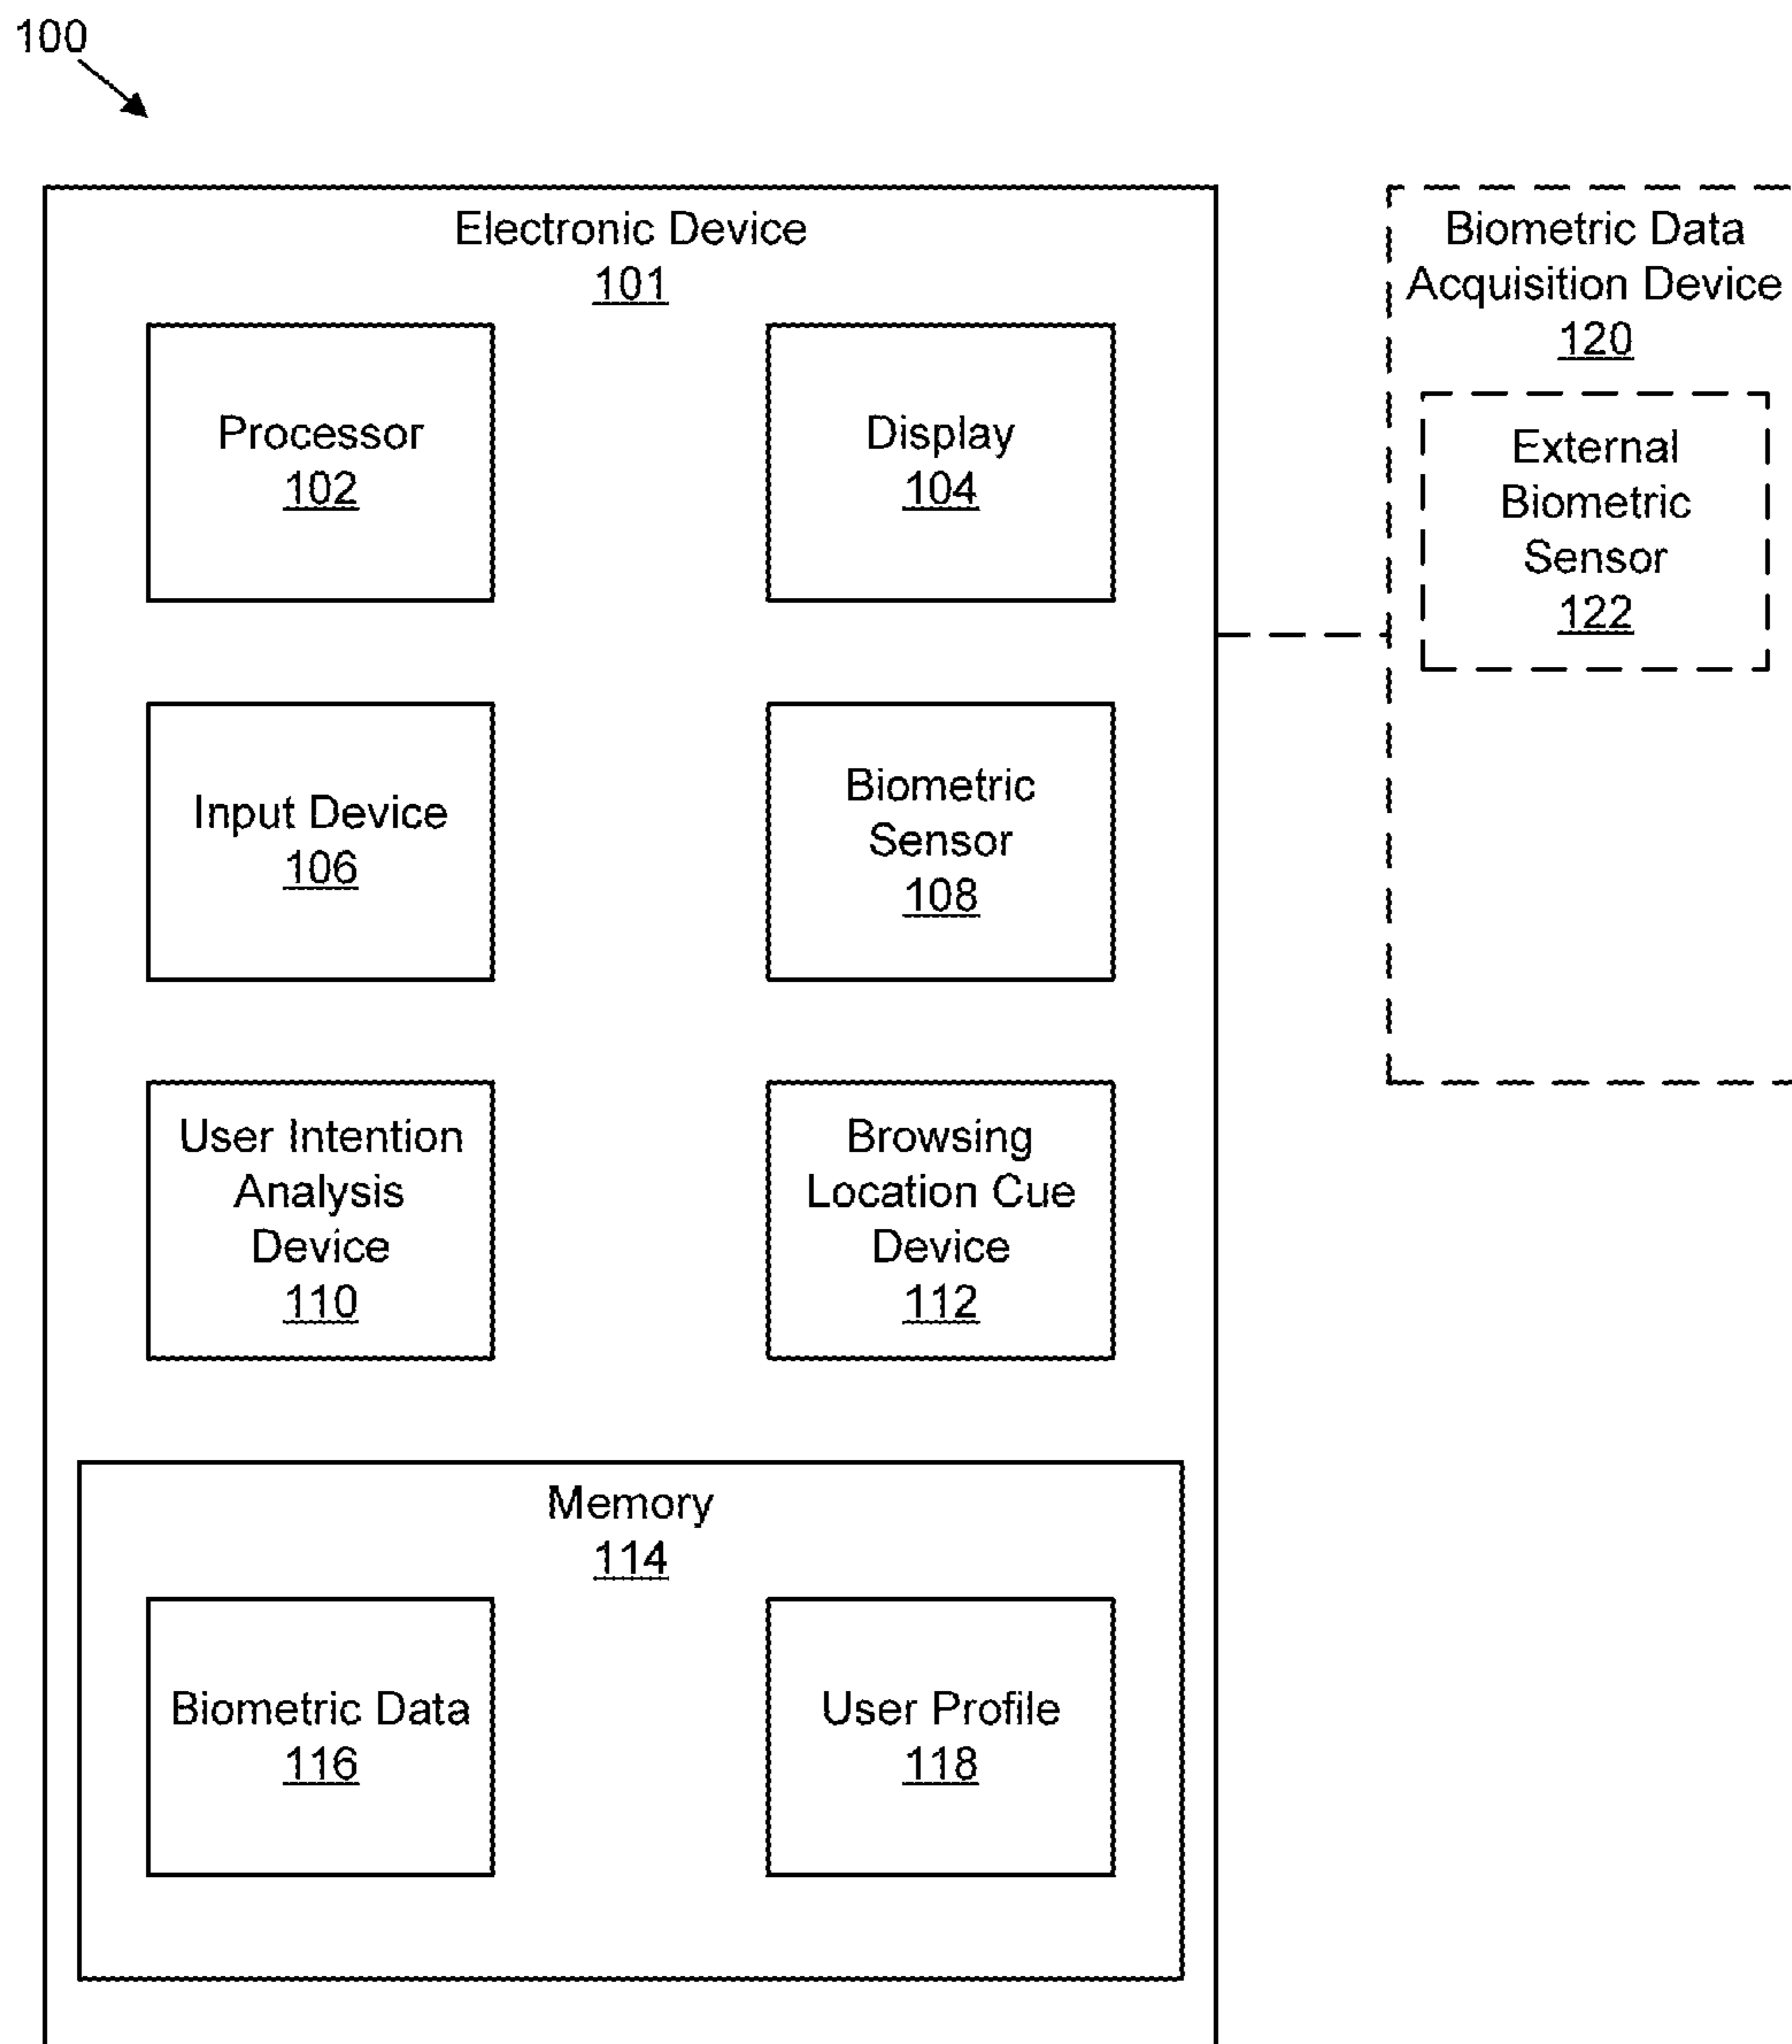 100
Electronic Device
101
Processor
102
Display
104
Input Device
106
Biometric
Sensor
108
User Intention
Analysis
Device
110
Browsing
Location Cue
Device
112
Memory
114
Biometric Data
116
User Profile
118
Biometric Data
Acquisition Device
120
External
Biometric
Sensor
122